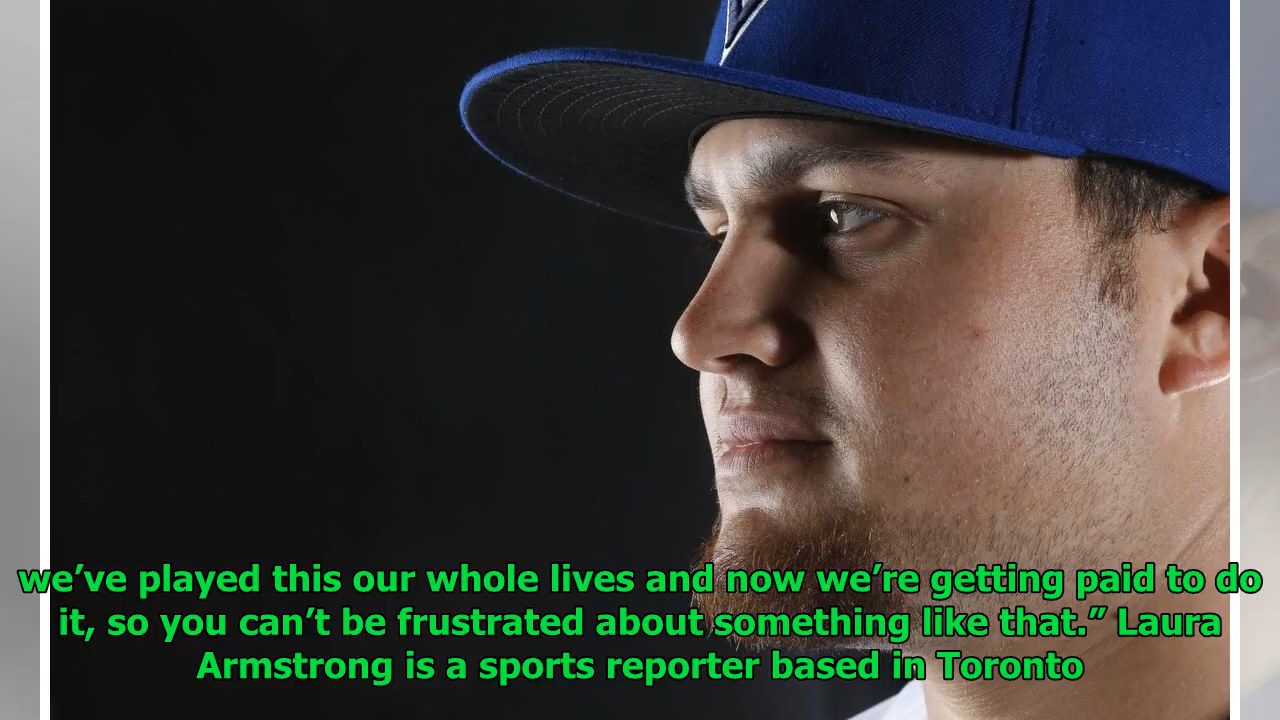 we’ve played this our whole lives and now we’re getting paid to do
it, so you can’t be frustrated about something like that.” Laura
Armstrong is a sports reporter based in Toronto